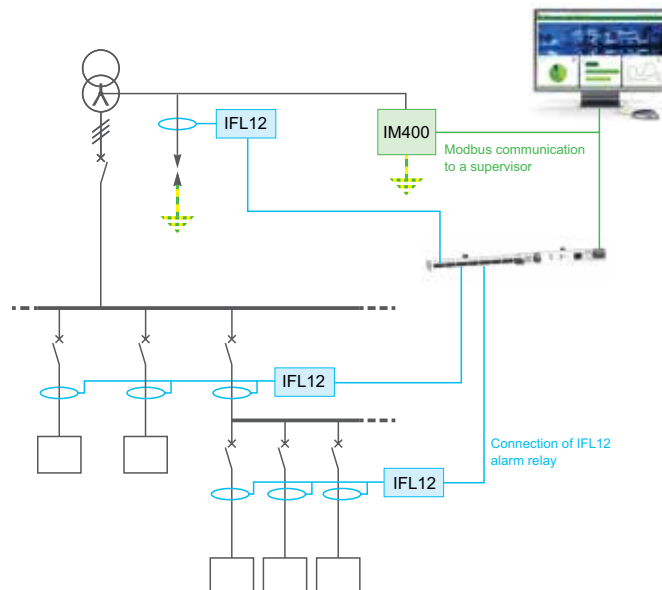 IFL12
IM400
Modbus communication
to a supervisor
IFL12
Connection of IFL12
alarm relay
IFL12